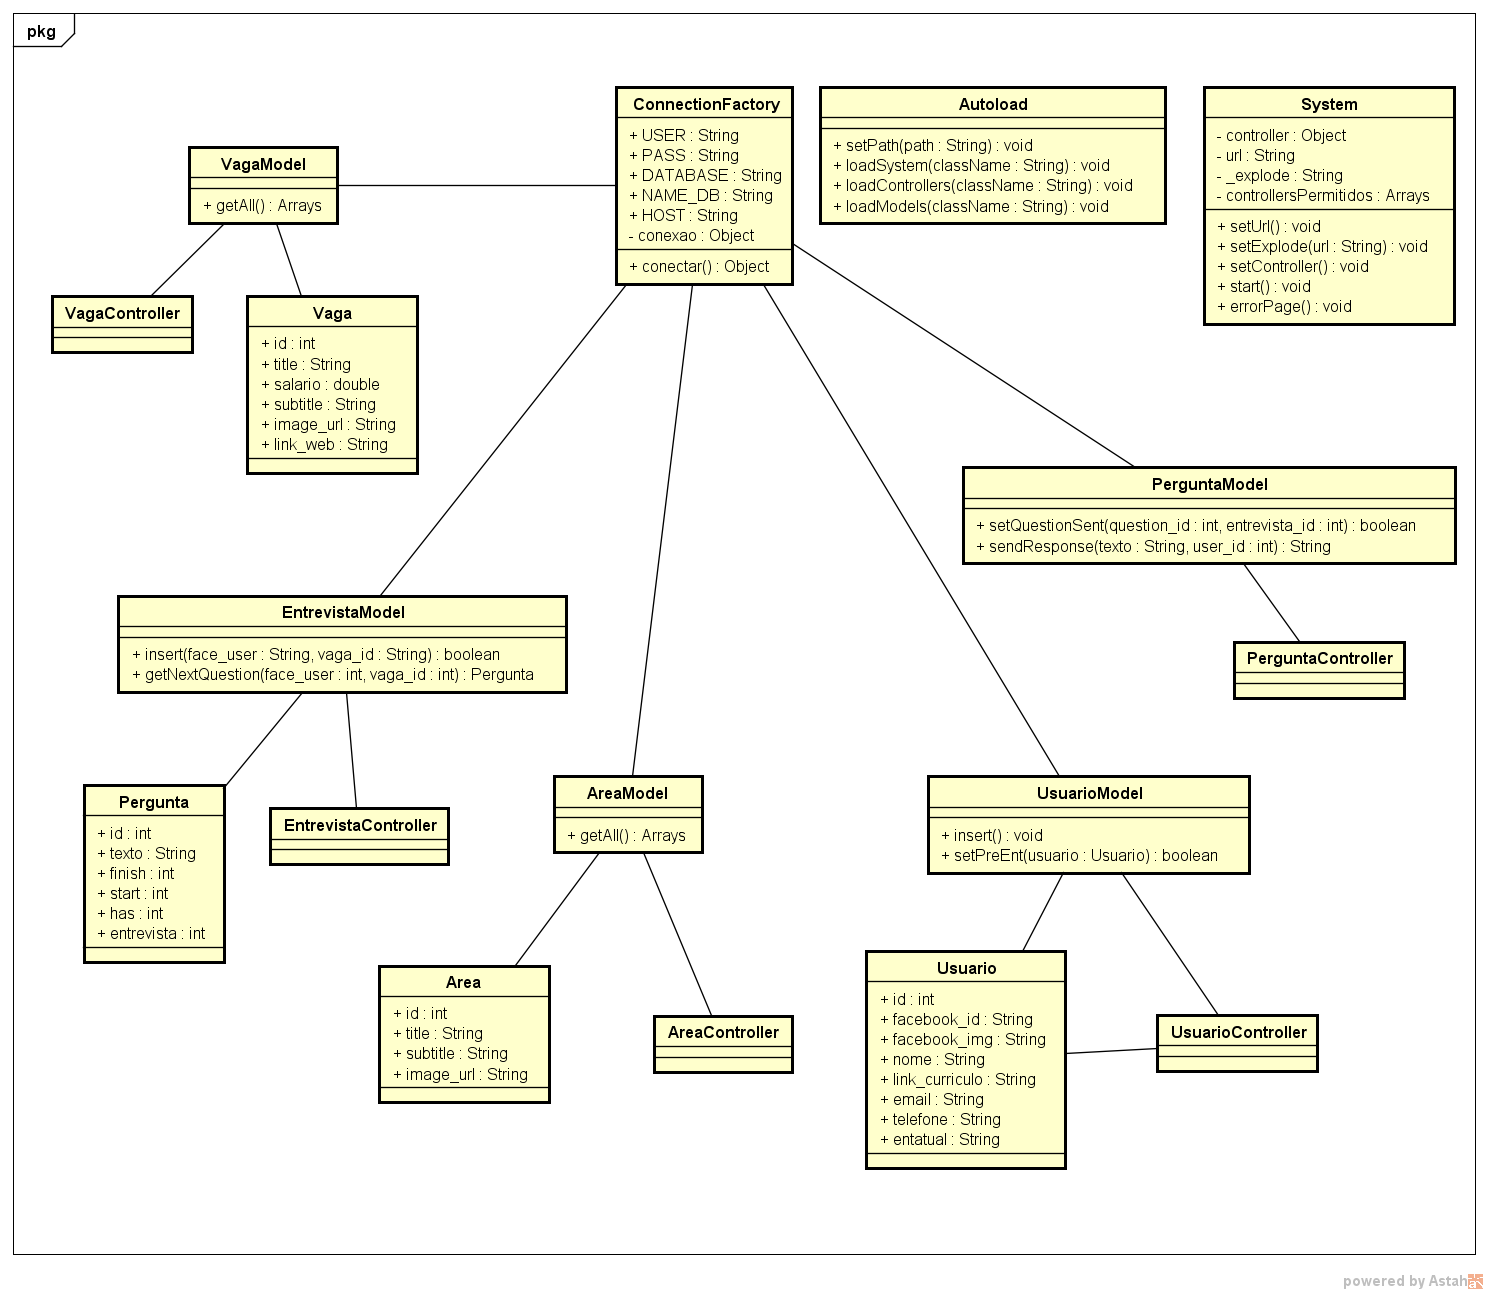 pkg
ConnectionFactory
+ USER : String
+ PASS : String
+ DATABASE : String
+ NAME_DB : String
+ HOST : String
- conexao : Object
+ conectar() : Object
Autoload
+ setPath(path : String) : void
+ loadSystem(className : String) : void
+ loadControllers(className : String) : void
+ loadModels(className : String) : void
System
- controller : Object
- url : String
- _explode : String
- controllersPermitidos : Arrays
+ setUrl() : void
+ setExplode(url : String) : void
+ setController() : void
+ start() : void
+ errorPage() : void
VagaModel
+ getAll() : Arrays
VagaController
Vaga
+ id : int
+ title : String
+ salario : double
+ subtitle : String
+ image_url : String
+ link_web : String
PerguntaModel
+ setQuestionSent(question_id : int, entrevista_id : int) : boolean
+ sendResponse(texto : String, user_id : int) : String
PerguntaController
EntrevistaModel
+ insert(face_user : String, vaga_id : String) : boolean
+ getNextQuestion(face_user : int, vaga_id : int) : Pergunta
Pergunta
+ id : int
+ texto : String
+ finish : int
+ start : int
+ has : int
+ entrevista : int
EntrevistaController
AreaModel
+ getAll() : Arrays
UsuarioModel
+ insert() : void
+ setPreEnt(usuario : Usuario) : boolean
Area
+ id : int
+ title : String
+ subtitle : String
+ image_url : String
AreaController
Usuario
+ id : int
+ facebook_id : String
+ facebook_img : String
+ nome : String
+ link_curriculo : String
+ email : String
+ telefone : String
+ entatual : String
UsuarioController
powered by Astah